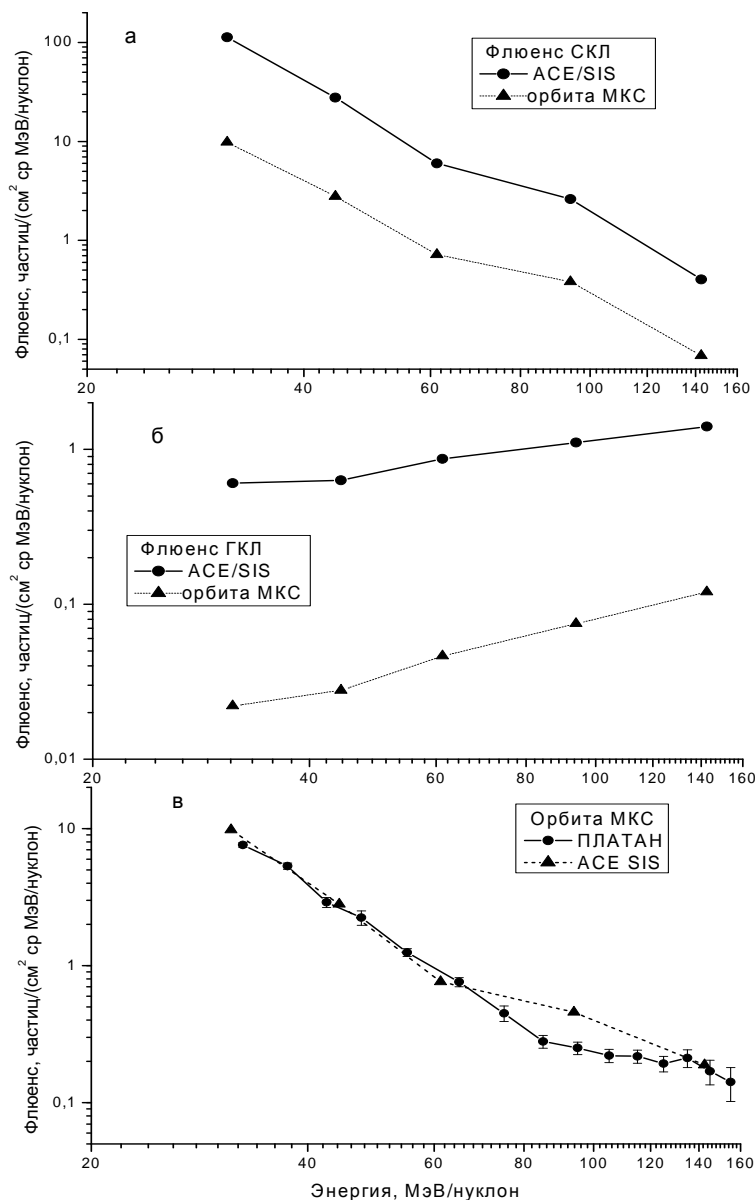 а
Флюенс, частиц/(см² ср МэВ/нуклон)
100
10
1
0,1
Флюенс СКЛ
ACE/SIS
орбита МКС
20 40 60 80 100 120 140 160
б
Флюенс, частиц/(см² ср МэВ/нуклон)
1
0,1
0,01
Флюенс ГКЛ
ACE/SIS
орбита МКС
20 40 60 80 100 120 140 160
в
Флюенс, частиц/(см² ср МэВ/нуклон)
10
1
0,1
Орбита МКС
ПЛАТАН
ACE SIS
20 40 60 80 100 120 140 160
Энергия, МэВ/нуклон